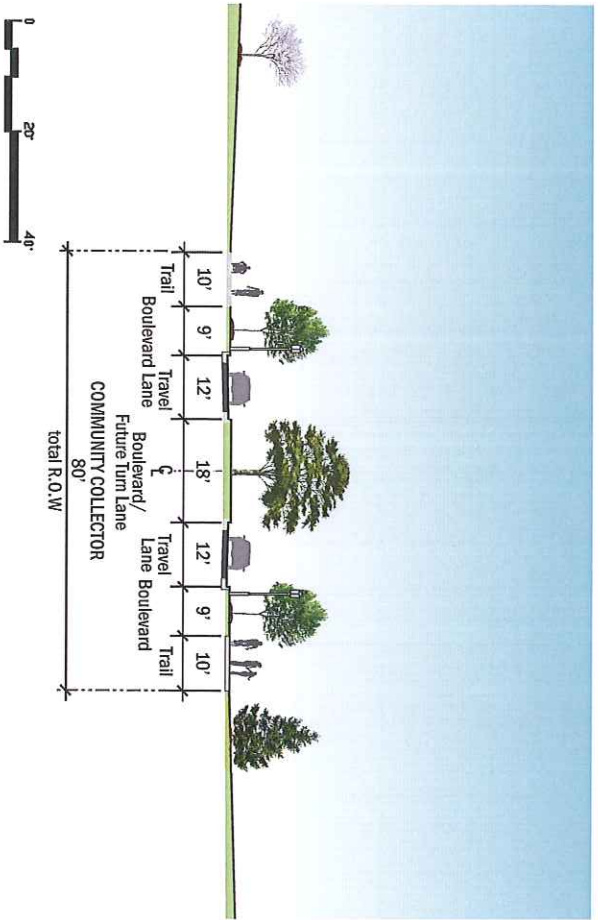 10' 9' 12' 18' 12' 9' 10'
Trail
Boulevard
Travel
Lane
Boulevard/
Future Turn Lane
℄
Travel
Lane
Boulevard
Trail
COMMUNITY COLLECTOR
80'
total R.O.W
0 20' 40'